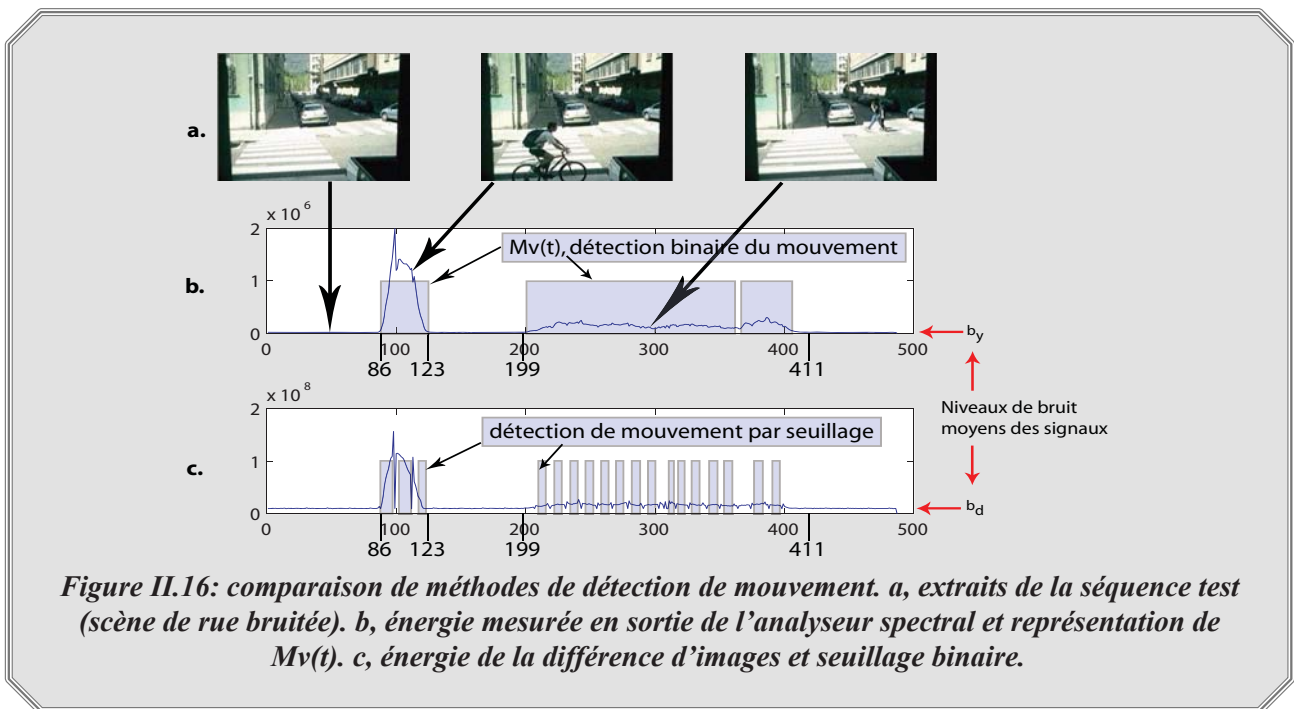 a.
x 10 6
2
Mv(t), détection binaire du mouvement
b.
1
0
0 100 200 300 400 500
86 123 199 411
b y
Niveaux de bruit
moyens des signaux
x 10 8
2
détection de mouvement par seuillage
c.
1
0
b d
0 100 200 300 400 500
86 123 199 411
Figure II.16: comparaison de méthodes de détection de mouvement. a, extraits de la séquence test
(scène de rue bruitée). b, énergie mesurée en sortie de l’analyseur spectral et représentation de
Mv(t). c, énergie de la différence d’images et seuillage binaire.